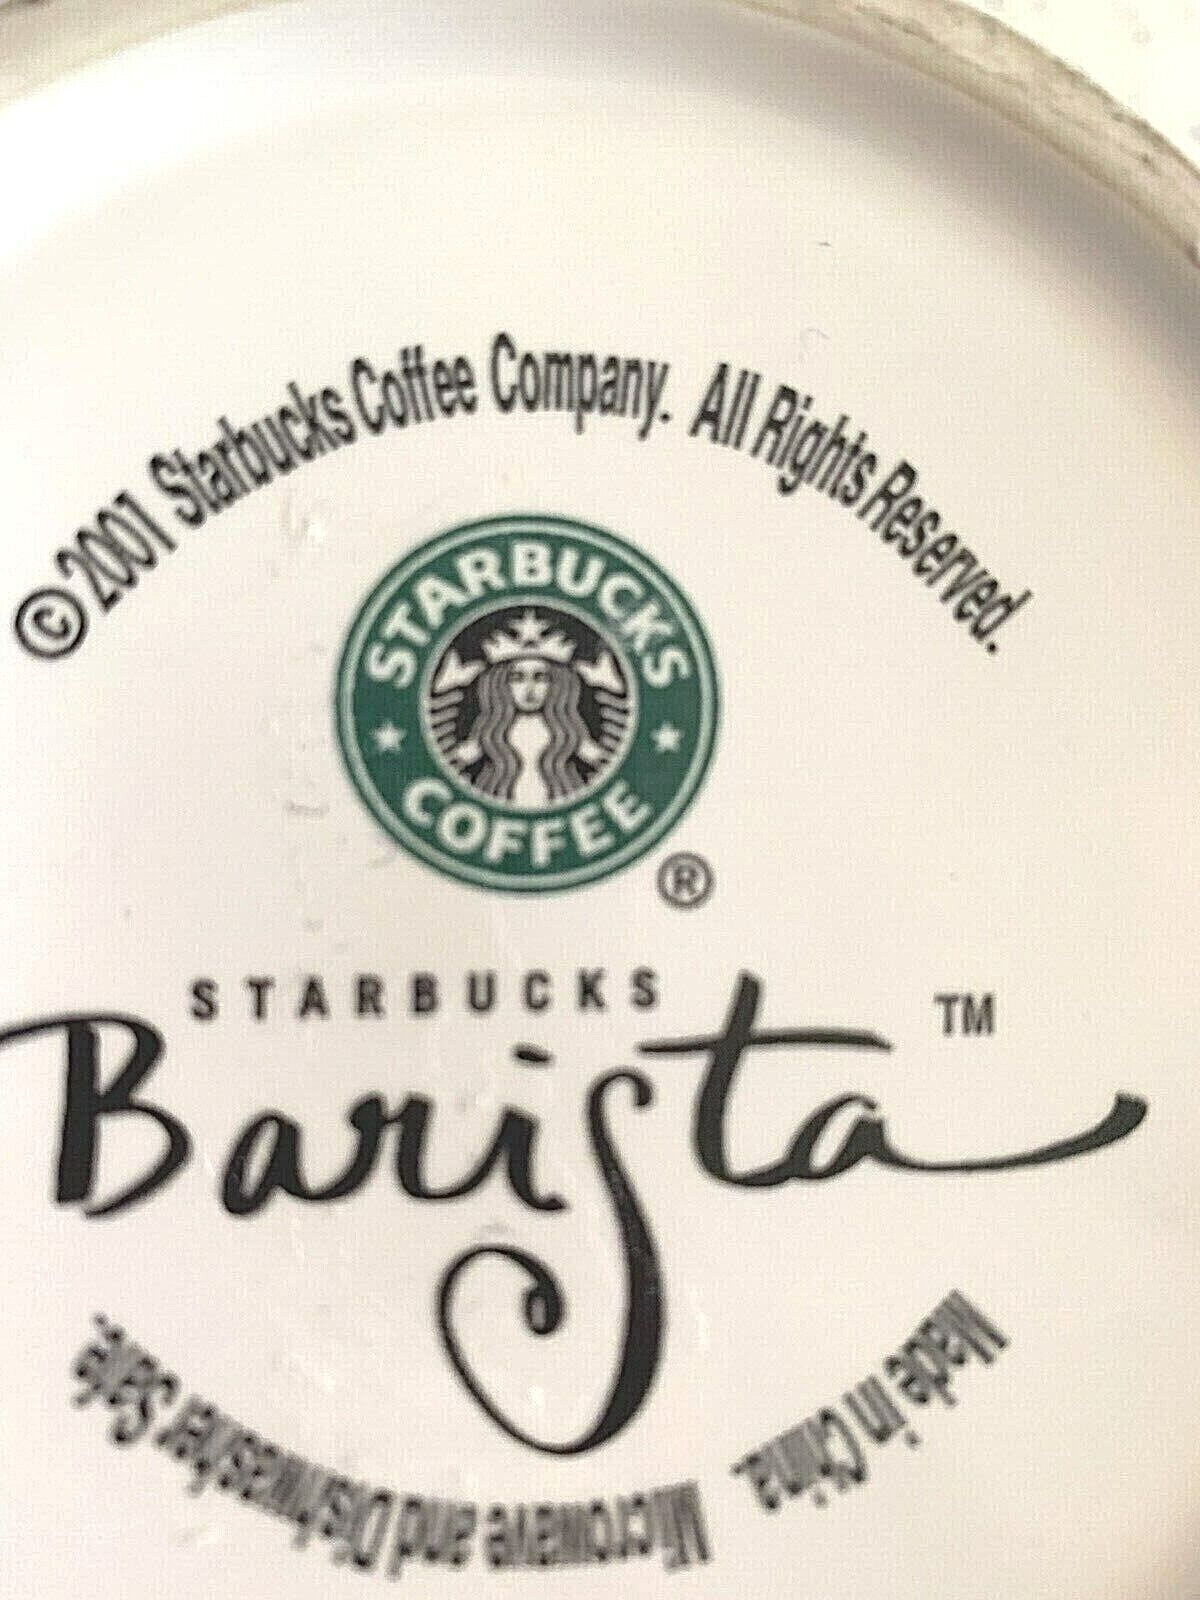 © 2001 Starbucks Coffee Company. All Rights Reserved.
STARBUCKS
COFFEE
®
STARBUCKS
Barista ™
Made in China.
Microwave and Dishwasher Safe.